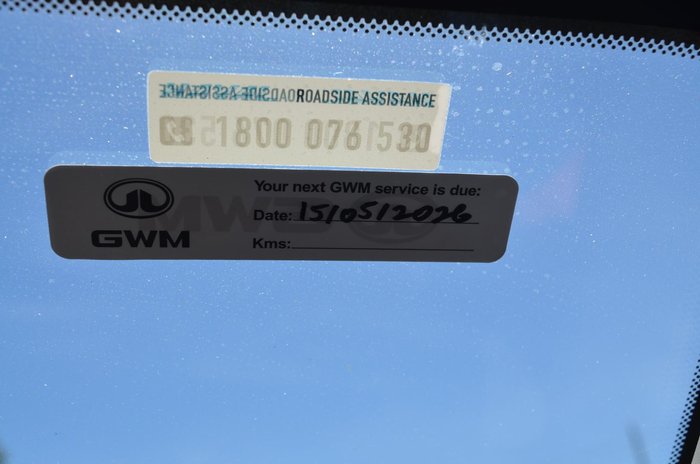 ROADSIDE ASSISTANCE
1800 076 530
Your next GWM service is due:
Date: 15/05/2026
GWM
Kms: